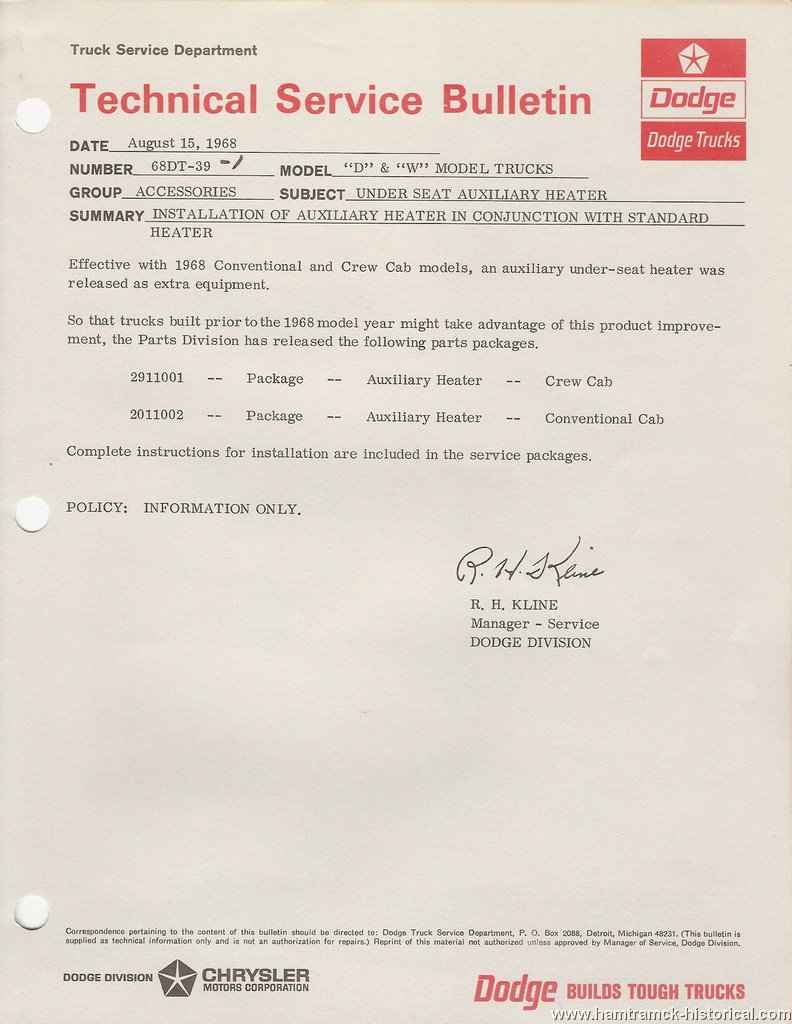 Truck Service Department
Technical Service Bulletin
Dodge
Dodge Trucks
DATE August 15, 1968
NUMBER 68DT-39 -1 MODEL "D" & "W" MODEL TRUCKS
GROUP ACCESSORIES SUBJECT UNDER SEAT AUXILIARY HEATER
SUMMARY INSTALLATION OF AUXILIARY HEATER IN CONJUNCTION WITH STANDARD
HEATER
Effective with 1968 Conventional and Crew Cab models, an auxiliary under-seat heater was
released as extra equipment.
So that trucks built prior to the 1968 model year might take advantage of this product improve-
ment, the Parts Division has released the following parts packages.
2911001 -- Package -- Auxiliary Heater -- Crew Cab
2011002 -- Package -- Auxiliary Heater -- Conventional Cab
Complete instructions for installation are included in the service packages.
POLICY: INFORMATION ONLY.
R. H. Kline
R. H. KLINE
Manager - Service
DODGE DIVISION
Correspondence pertaining to the content of this bulletin should be directed to: Dodge Truck Service Department, P. O. Box 2088, Detroit, Michigan 48231. (This bulletin is
supplied as technical information only and is not an authorization for repairs.) Reprint of this material not authorized unless approved by Manager of Service, Dodge Division.
DODGE DIVISION CHRYSLER
MOTORS CORPORATION
Dodge BUILDS TOUGH TRUCKS
www.hamtramck-historical.com